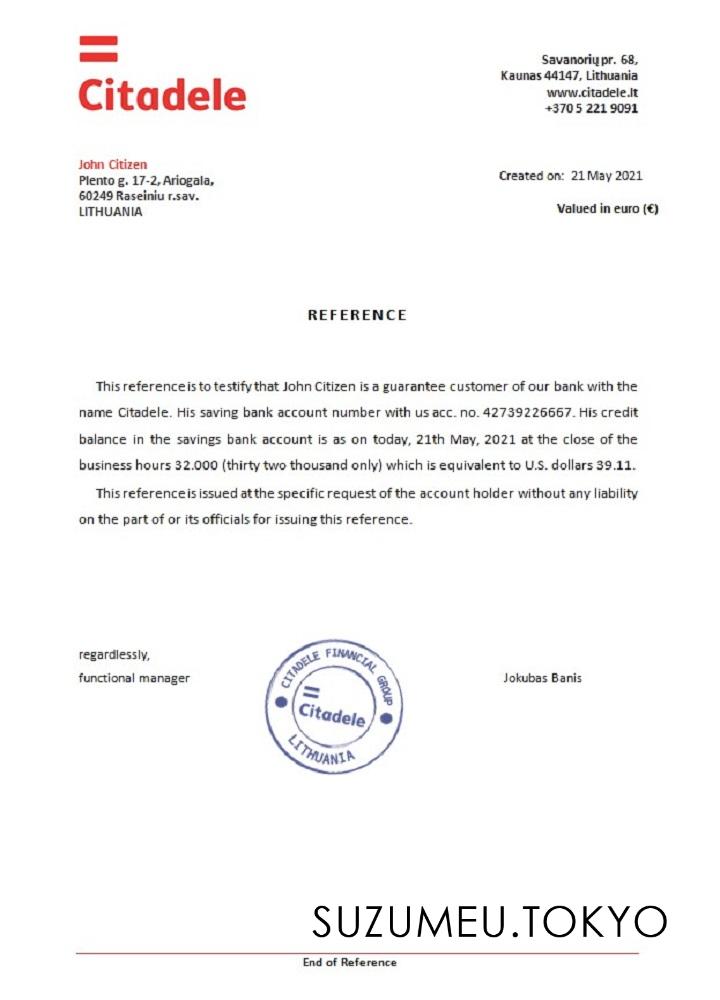 Citadele
Savanorių pr. 68,
Kaunas 44147, Lithuania
www.citadele.lt
+370 5 221 9091
John Citizen
Plento g. 17-2, Ariogala,
60249 Raseiniu r.sav.
LITHUANIA
Created on: 21 May 2021
Valued in euro (€)
REFERENCE
This reference is to testify that John Citizen is a guarantee customer of our bank with the
name Citadele. His saving bank account number with us acc. no. 42739226667. His credit
balance in the savings bank account is as on today, 21th May, 2021 at the close of the
business hours 32.000 (thirty two thousand only) which is equivalent to U.S. dollars 39.11.
This reference is issued at the specific request of the account holder without any liability
on the part of or its officials for issuing this reference.
regardlessly,
functional manager
CITADELE FINANCIAL GROUP
Citadele
LITHUANIA
Jokubas Banis
SUZUMEU.TOKYO
End of Reference